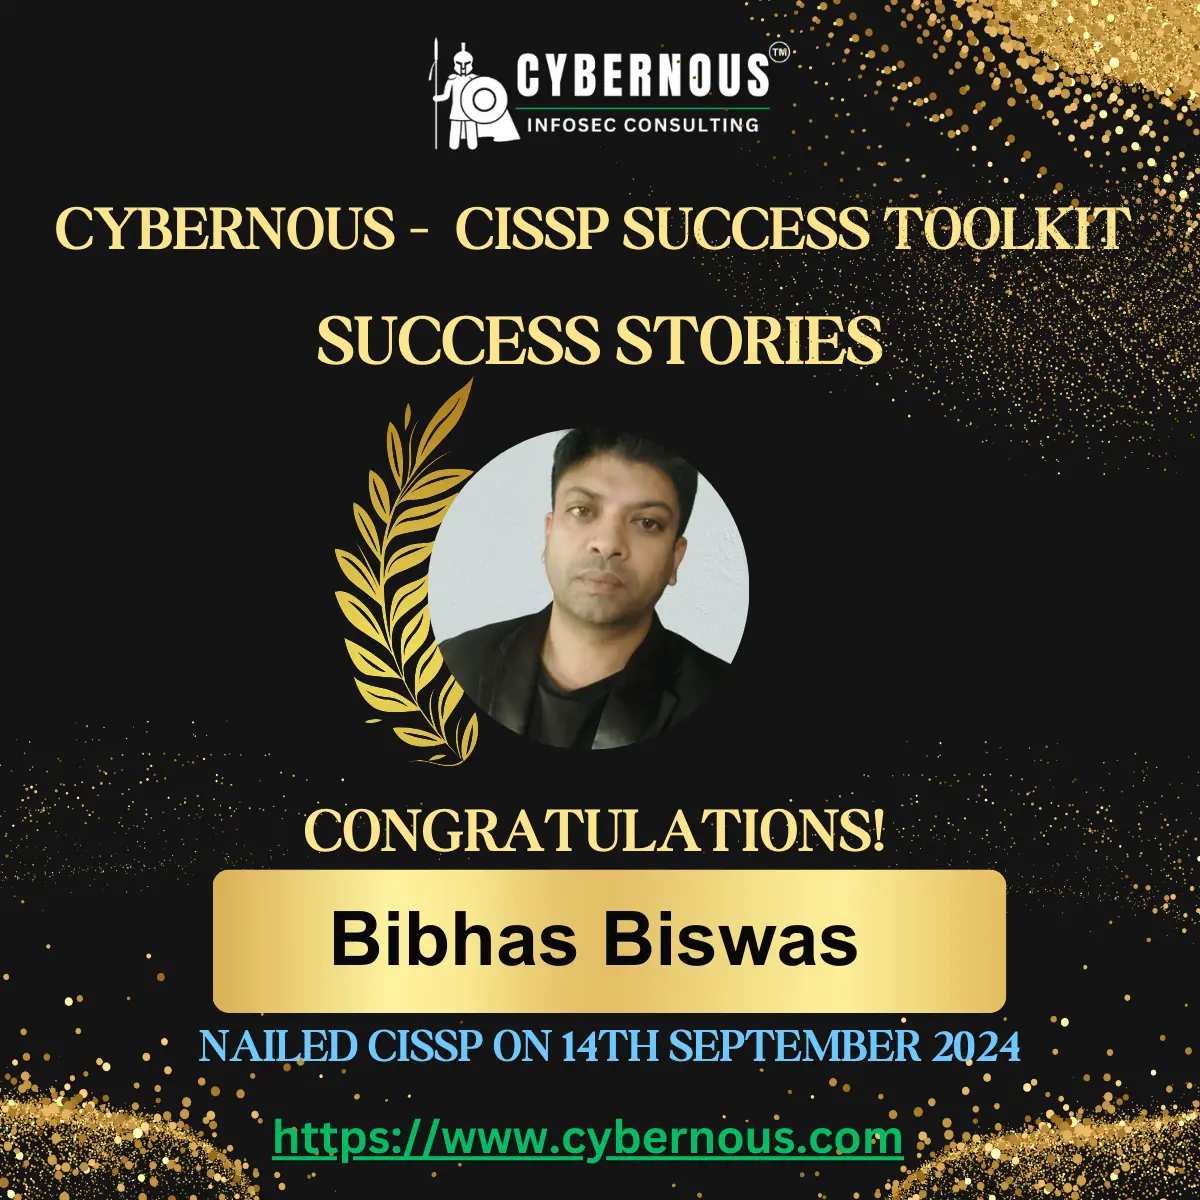 CYBERNOUS™
INFOSEC CONSULTING
CYBERNOUS - CISSP SUCCESS TOOLKIT
SUCCESS STORIES
CONGRATULATIONS!
Bibhas Biswas
NAILED CISSP ON 14TH SEPTEMBER 2024
https://www.cybernous.com